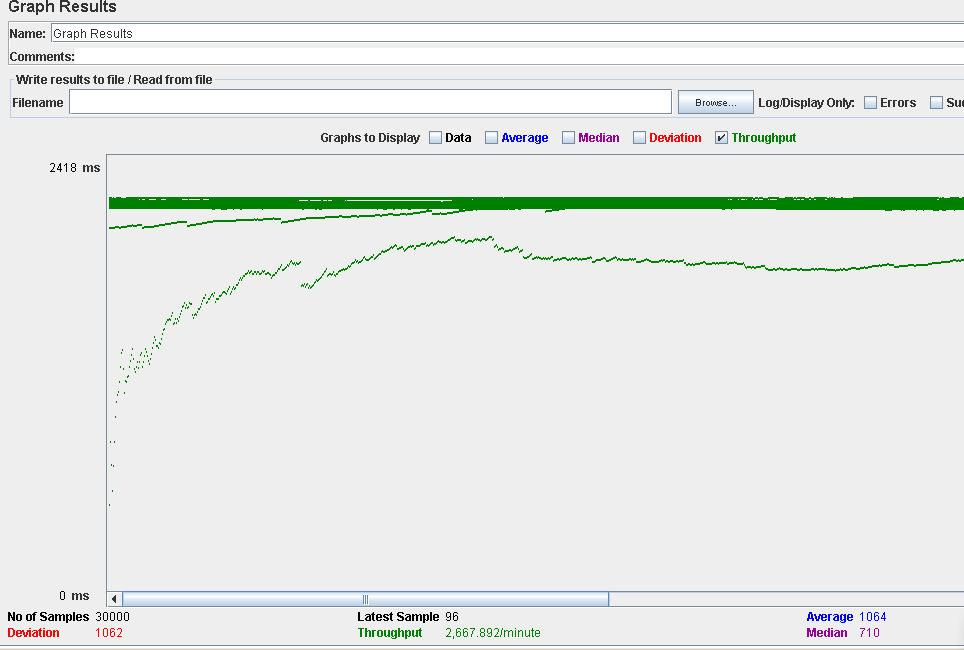 Graph Results
Name: Graph Results
Comments:
Write results to file / Read from file
Filename Browse... Log/Display Only: Errors Suc
Graphs to Display Data Average Median Deviation Throughput
2418 ms
0 ms
No of Samples 30000 Latest Sample 96 Average 1064
Deviation 1062 Throughput 2,667.892/minute Median 710